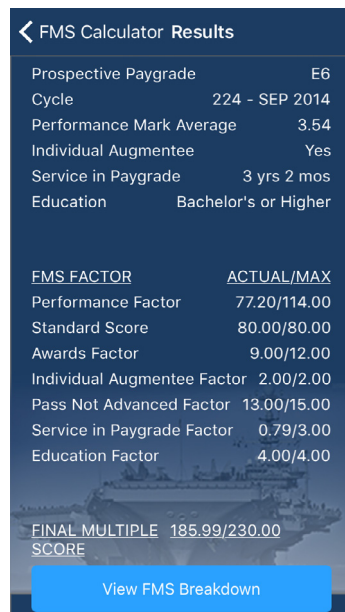 FMS Calculator Results
Prospective Paygrade E6
Cycle 224 - SEP 2014
Performance Mark Average 3.54
Individual Augmentee Yes
Service in Paygrade 3 yrs 2 mos
Education Bachelor's or Higher
FMS FACTOR ACTUAL/MAX
Performance Factor 77.20/114.00
Standard Score 80.00/80.00
Awards Factor 9.00/12.00
Individual Augmentee Factor 2.00/2.00
Pass Not Advanced Factor 13.00/15.00
Service in Paygrade Factor 0.79/3.00
Education Factor 4.00/4.00
FINAL MULTIPLE 185.99/230.00
SCORE
View FMS Breakdown